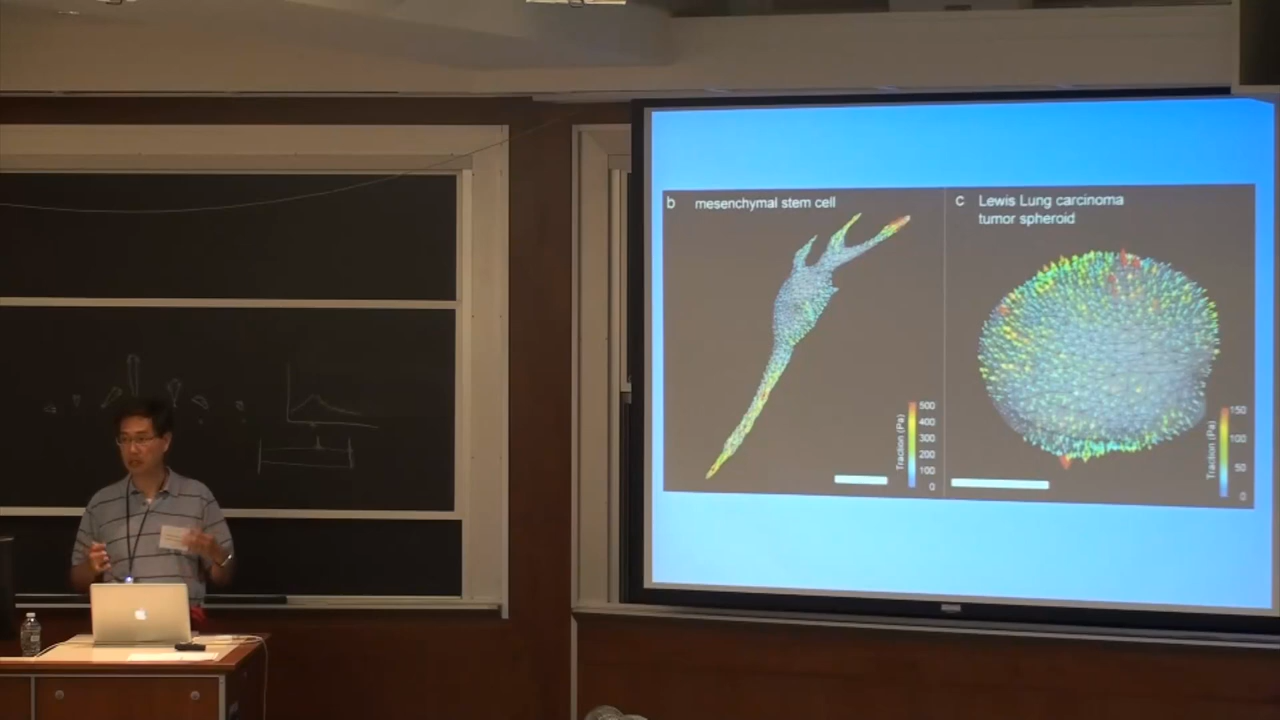 b mesenchymal stem cell
Traction (Pa)
500
400
300
200
100
0
c Lewis Lung carcinoma
tumor spheroid
Traction (Pa)
150
100
50
0